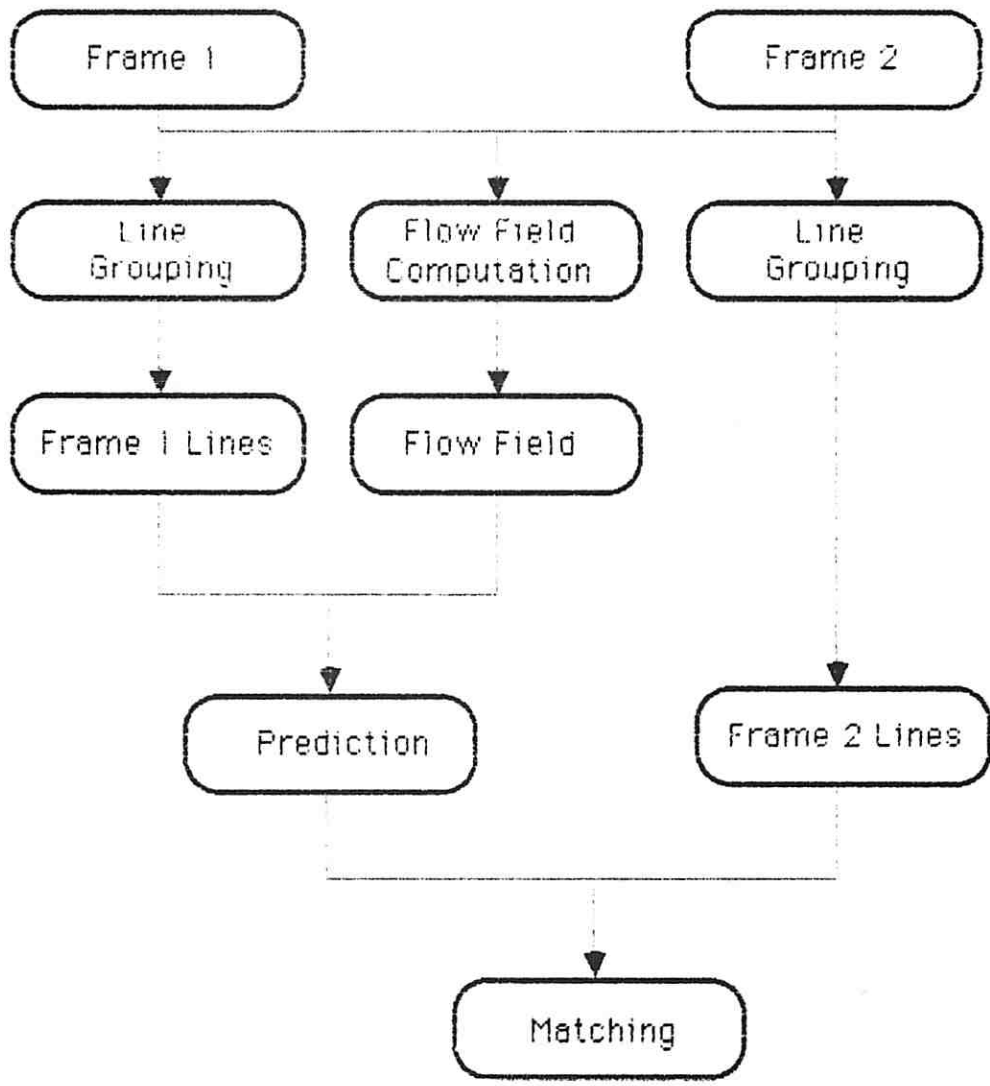 Frame 1
Frame 2
Line
Grouping
Flow Field
Computation
Line
Grouping
Frame 1 Lines
Flow Field
Prediction
Frame 2 Lines
Matching